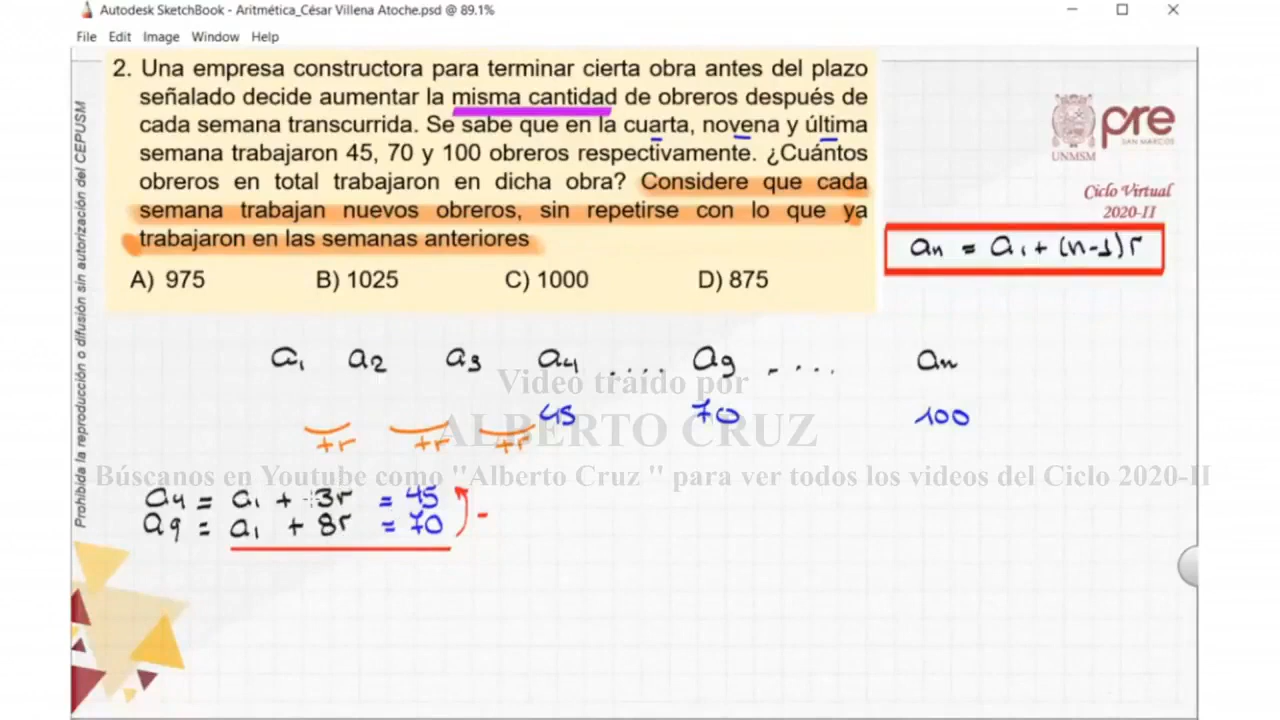 Autodesk SketchBook - Aritmética_César Villena Atoche.psd @ 89.1%
File Edit Image Window Help
2. Una empresa constructora para terminar cierta obra antes del plazo
señalado decide aumentar la misma cantidad de obreros después de
cada semana transcurrida. Se sabe que en la cuarta, novena y última
semana trabajaron 45, 70 y 100 obreros respectivamente. ¿Cuántos
obreros en total trabajaron en dicha obra? Considere que cada
semana trabajan nuevos obreros, sin repetirse con lo que ya
trabajaron en las semanas anteriores
A) 975 B) 1025 C) 1000 D) 875
pre
SAN MARCOS
UNMSM
Ciclo Virtual
2020-II
an = a1 + (n-1) r
Prohibida la reproducción o difusión sin autorización del CEPUSM
a1 a2 a3 a4 .... a9 ..... an
Video traído por
45 70 100
ALBERTO CRUZ
+r +r +r
Búscanos en Youtube como "Alberto Cruz " para ver todos los videos del Ciclo 2020-II
a4 = a1 + 3r = 45
a9 = a1 + 8r = 70
-